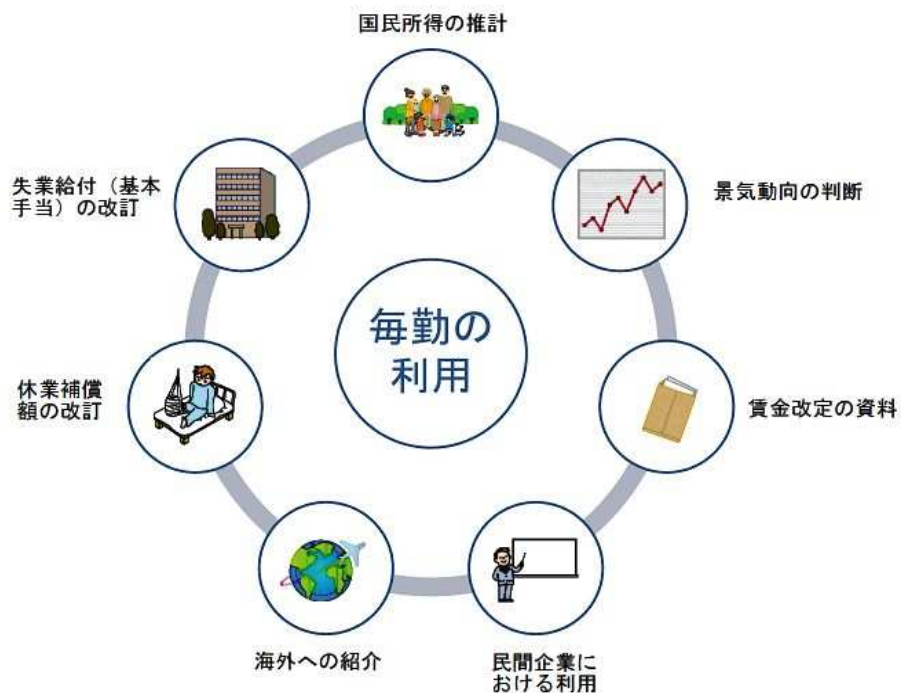 国民所得の推計
景気動向の判断
賃金改定の資料
民間企業に
おける利用
海外への紹介
休業補償
額の改訂
失業給付（基本
手当）の改訂
毎勤の
利用